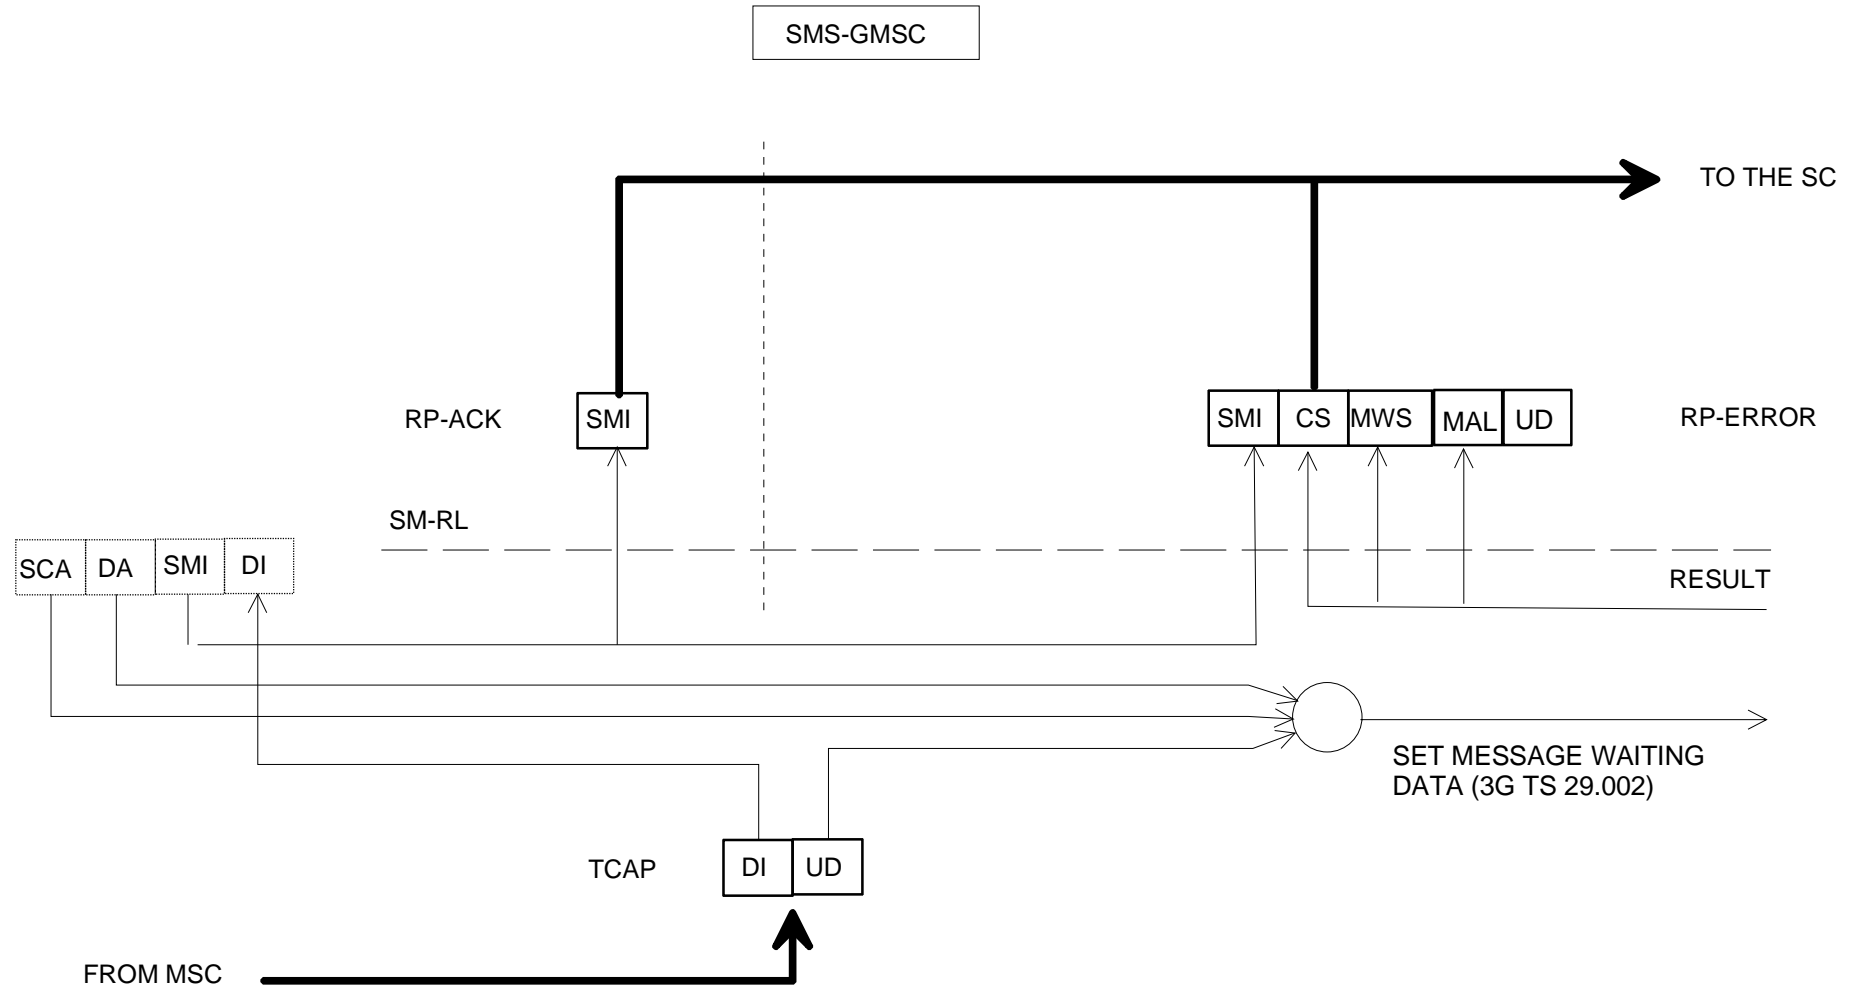 SMS-GMSC
TO THE SC
RP-ACK
SMI
SMI CS MWS MAL UD
RP-ERROR
SM-RL
SCA DA SMI DI
RESULT
SET MESSAGE WAITING
DATA (3G TS 29.002)
TCAP
DI UD
FROM MSC